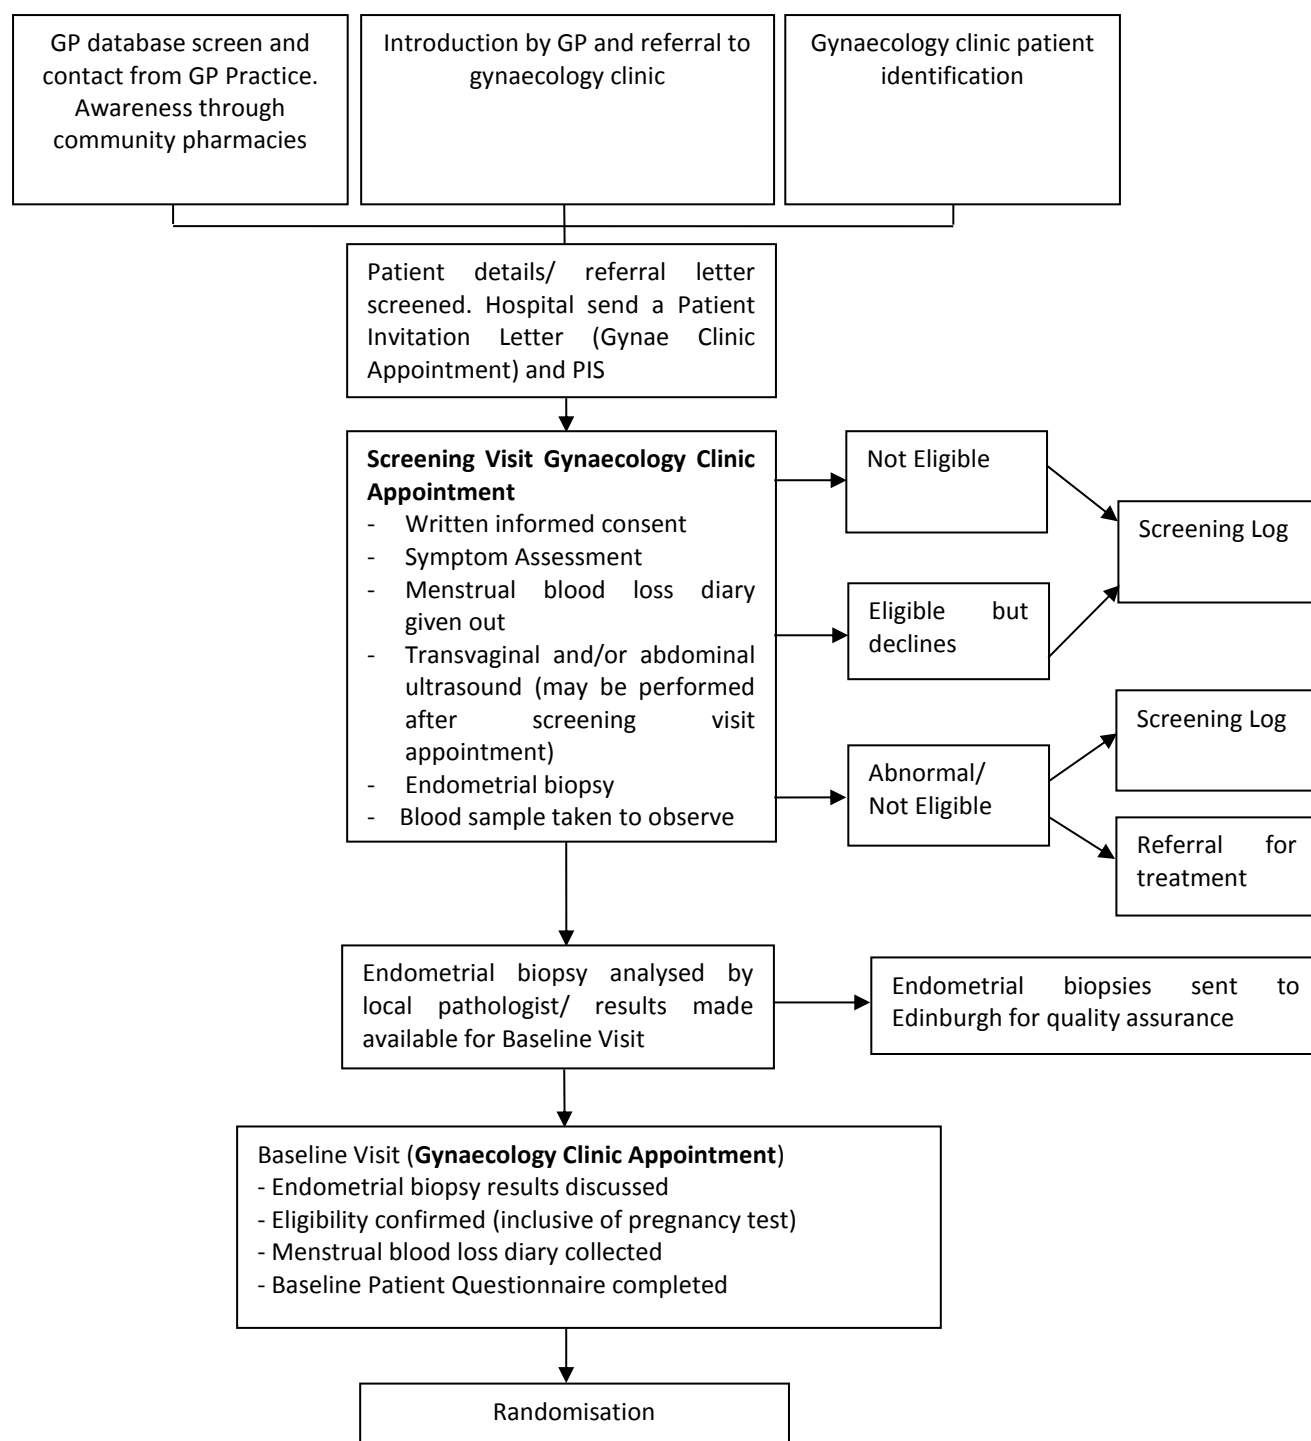 GP database screen and
contact from GP Practice.
Awareness through
community pharmacies
Introduction by GP and referral to
gynaecology clinic
Gynaecology clinic patient
identification
Patient details/ referral letter
screened. Hospital send a Patient
Invitation Letter (Gynae Clinic
Appointment) and PIS
Screening Visit Gynaecology Clinic
Appointment
- Written informed consent
- Symptom Assessment
- Menstrual blood loss diary
given out
- Transvaginal and/or abdominal
ultrasound (may be performed
after screening visit
appointment)
- Endometrial biopsy
- Blood sample taken to observe
Not Eligible
Screening Log
Eligible but
declines
Screening Log
Abnormal/
Not Eligible
Referral for
treatment
Endometrial biopsy analysed by
local pathologist/ results made
available for Baseline Visit
Endometrial biopsies sent to
Edinburgh for quality assurance
Baseline Visit (Gynaecology Clinic Appointment)
- Endometrial biopsy results discussed
- Eligibility confirmed (inclusive of pregnancy test)
- Menstrual blood loss diary collected
- Baseline Patient Questionnaire completed
Randomisation